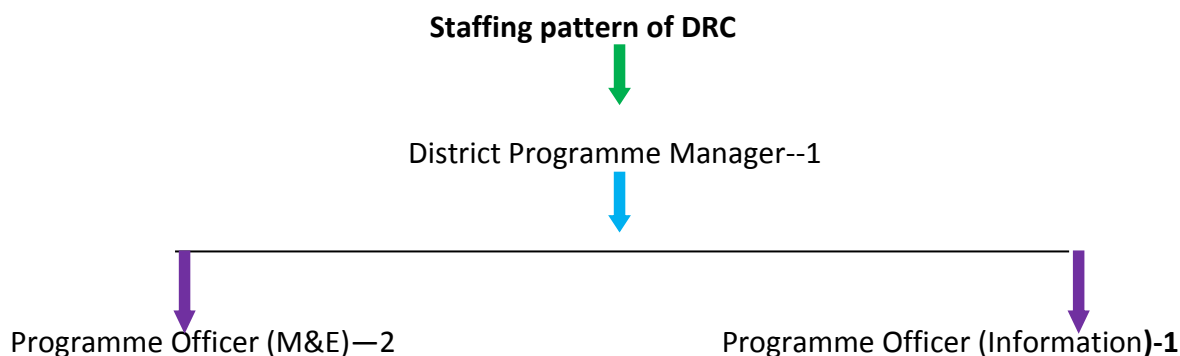 Staffing pattern of DRC
District Programme Manager--1
Programme Officer (M&E)—2
Programme Officer (Information)-1